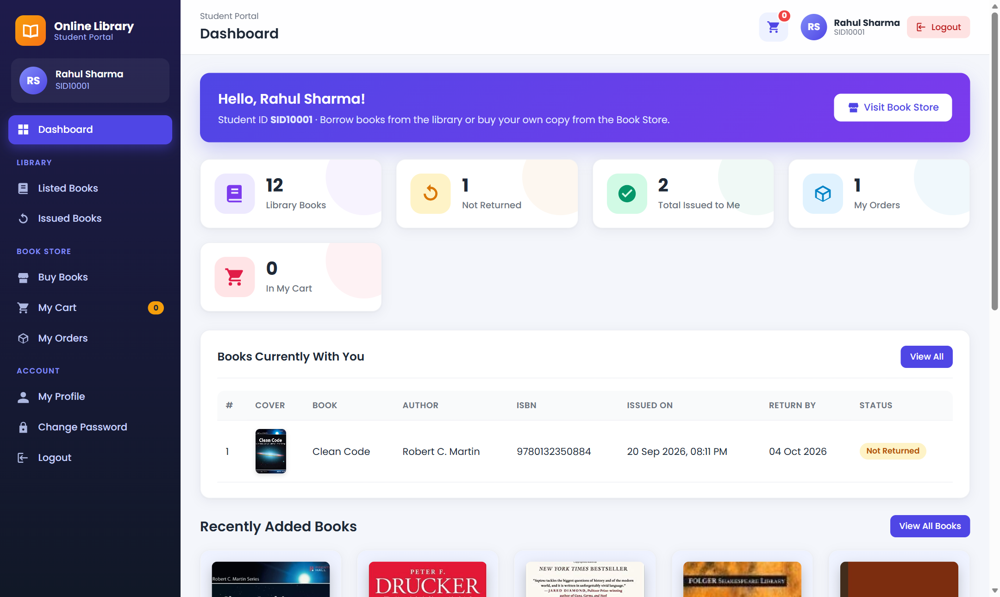 Online Library
Student Portal
Rahul Sharma
SID10001
Dashboard
LIBRARY
Listed Books
Issued Books
BOOK STORE
Buy Books
My Cart 0
My Orders
ACCOUNT
My Profile
Change Password
Logout
Student Portal
Dashboard
0
RS
Rahul Sharma
SID10001
Logout
RS
Hello, Rahul Sharma!
Student ID SID10001 · Borrow books from the library or buy your own copy from the Book Store.
Visit Book Store
12
Library Books
1
Not Returned
2
Total Issued to Me
1
My Orders
0
In My Cart
Books Currently With You
View All
# COVER BOOK AUTHOR ISBN ISSUED ON RETURN BY STATUS
1 Clean Code Clean Code Robert C. Martin 9780132350884 20 Sep 2026, 08:11 PM 04 Oct 2026 Not Returned
Recently Added Books
View All Books
Robert C. Martin Series
PETER F.
DRUCKER
NEW YORK TIMES BESTSELLER
"Sapiens tackles the biggest questions of history and of the modern
world, and it is written in unforgettably vivid language."
—JARED DIAMOND, Pulitzer Prize-winning
author of Guns, Germs, and Steel
FOLGER SHAKESPEARE LIBRARY